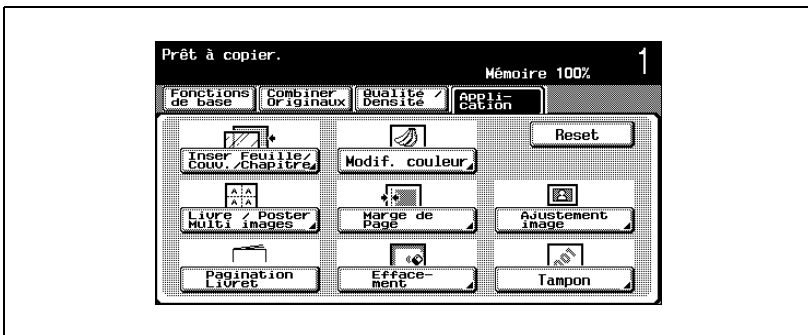 Prêt à copier.
Mémoire 100%
1
Fonctions
de base
Combiner
Originaux
Qualité /
Densité
Appli-
cation
Inser Feuille/
Couv./Chapitre
Modif. couleur
Reset
Livre / Poster
Multi images
Marge de
Page
Ajustement
image
Pagination
Livret
Efface-
ment
Tampon